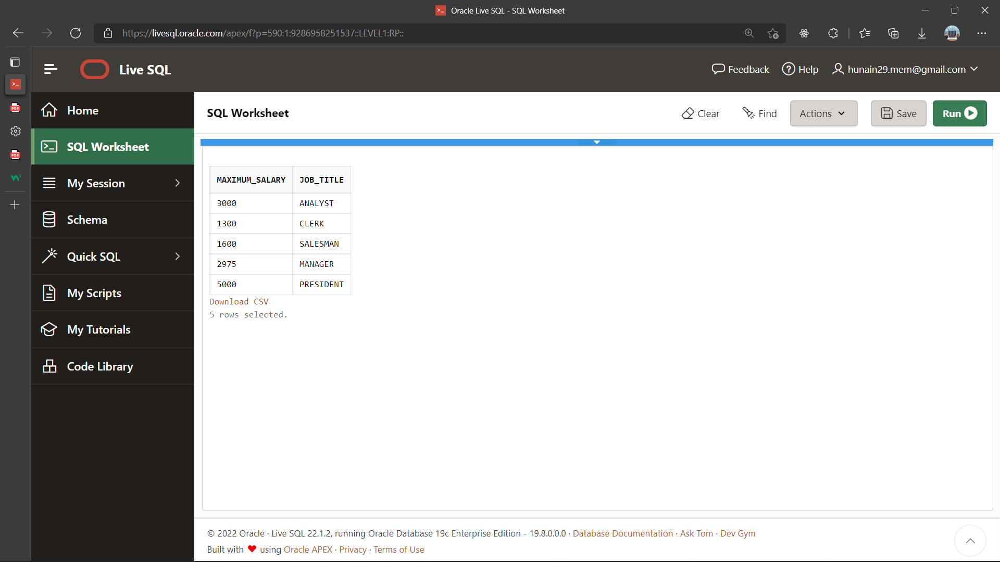 Oracle Live SQL - SQL Worksheet
https://livesql.oracle.com/apex/f?p=590:1:9286958251537::LEVEL1:RP::
Live SQL
Feedback
Help
hunain29.mem@gmail.com
PDF
PDF
Home
SQL Worksheet
My Session
Schema
Quick SQL
My Scripts
My Tutorials
Code Library
SQL Worksheet
Clear
Find
Actions
Save
Run
MAXIMUM_SALARY JOB_TITLE
3000 ANALYST
1300 CLERK
1600 SALESMAN
2975 MANAGER
5000 PRESIDENT
Download CSV
5 rows selected.
© 2022 Oracle · Live SQL 22.1.2, running Oracle Database 19c Enterprise Edition - 19.8.0.0.0 · Database Documentation · Ask Tom · Dev Gym
Built with ❤ using Oracle APEX · Privacy · Terms of Use